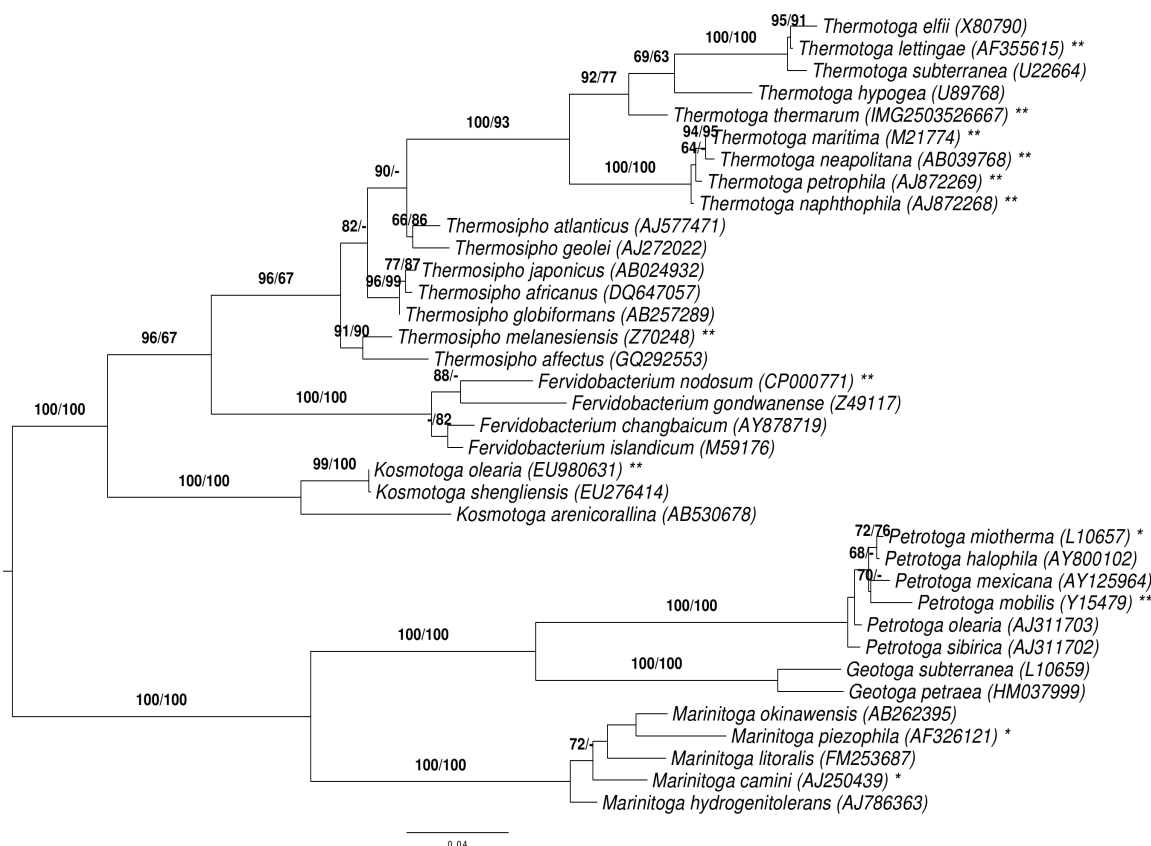 95/91
Thermotoga elfii (X80790)
100/100
Thermotoga lettingae (AF355615) **
69/63
Thermotoga subterranea (U22664)
92/77
Thermotoga hypogea (U89768)
Thermotoga thermarum (IMG2503526667) **
100/93
94/95
Thermotoga maritima (M21774) **
64/-
Thermotoga neapolitana (AB039768) **
100/100
Thermotoga petrophila (AJ872269) **
90/-
Thermotoga naphthophila (AJ872268) **
66/86
Thermosipho atlanticus (AJ577471)
82/-
Thermosipho geolei (AJ272022)
77/87
Thermosipho japonicus (AB024932)
96/67
96/99
Thermosipho africanus (DQ647057)
Thermosipho globiformans (AB257289)
91/90
Thermosipho melanesiensis (Z70248) **
96/67
Thermosipho affectus (GQ292553)
88/-
Fervidobacterium nodosum (CP000771) **
100/100
Fervidobacterium gondwanense (Z49117)
100/100
-/82
Fervidobacterium changbaicum (AY878719)
Fervidobacterium islandicum (M59176)
99/100
Kosmotoga olearia (EU980631) **
100/100
Kosmotoga shengliensis (EU276414)
Kosmotoga arenicorallina (AB530678)
72/76
Petrotoga miotherma (L10657) *
68/-
Petrotoga halophila (AY800102)
70/-
Petrotoga mexicana (AY125964)
100/100
Petrotoga mobilis (Y15479) **
Petrotoga olearia (AJ311703)
100/100
Petrotoga sibirica (AJ311702)
100/100
Geotoga subterranea (L10659)
Geotoga petraea (HM037999)
100/100
Marinitoga okinawensis (AB262395)
Marinitoga piezophila (AF326121) *
72/-
Marinitoga litoralis (FM253687)
100/100
Marinitoga camini (AJ250439) *
Marinitoga hydrogenitolerans (AJ786363)
0.04